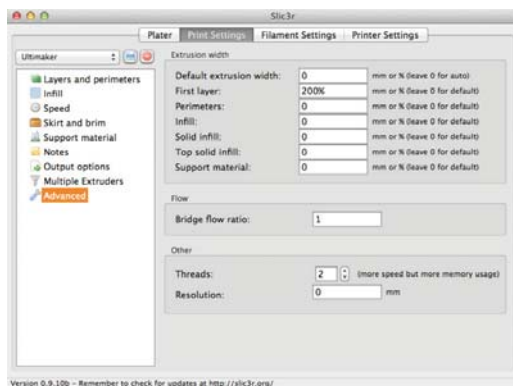 Slic3r
Plater Print Settings Filament Settings Printer Settings
Ultimaker
Layers and perimeters
Infill
Speed
Skirt and brim
Support material
Notes
Output options
Multiple Extruders
Advanced
Extrusion width
Default extrusion width: 0 mm or % (leave 0 for auto)
First layer: 200% mm or % (leave 0 for default)
Perimeters: 0 mm or % (leave 0 for default)
Infill: 0 mm or % (leave 0 for default)
Solid infill: 0 mm or % (leave 0 for default)
Top solid infill: 0 mm or % (leave 0 for default)
Support material: 0 mm or % (leave 0 for default)
Flow
Bridge flow ratio: 1
Other
Threads: 2 (more speed but more memory usage)
Resolution: 0 mm
Version 0.9.10b – Remember to check for updates at http://slic3r.org/